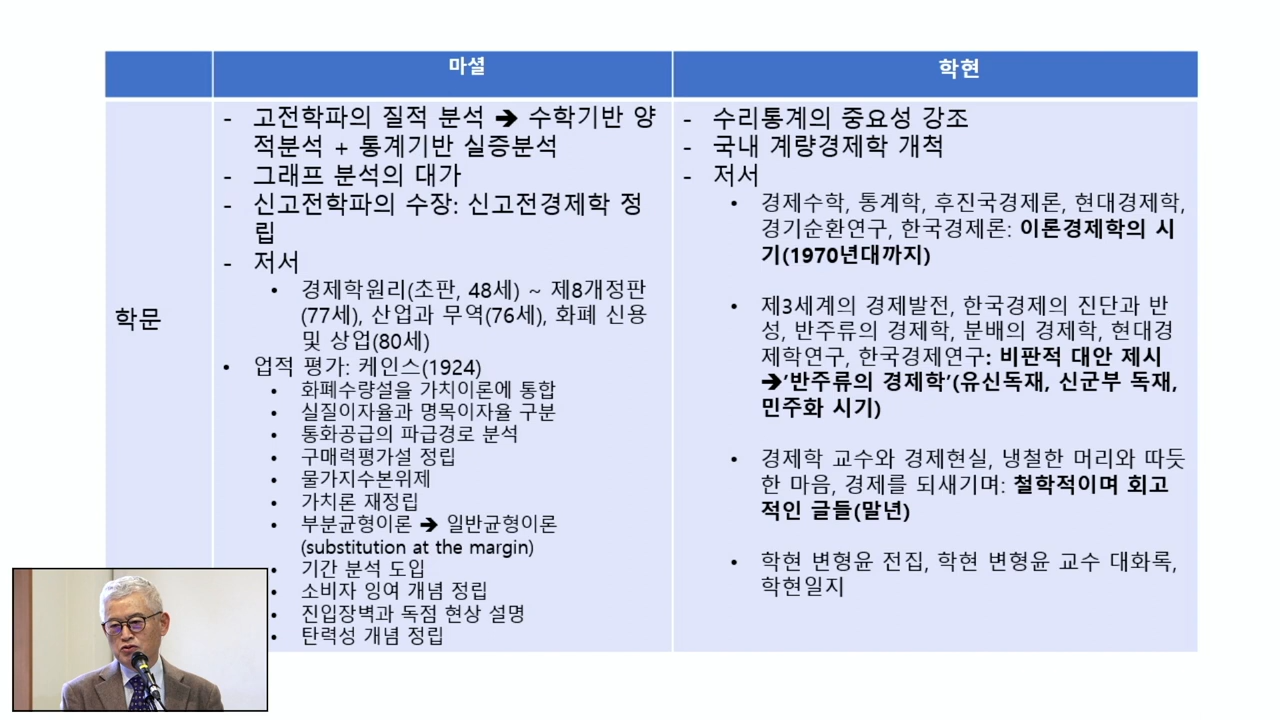 마셜
학현
학문
- 고전학파의 질적 분석 ➔ 수학기반 양
적분석 + 통계기반 실증분석
- 그래프 분석의 대가
- 신고전학파의 수장: 신고전경제학 정
립
- 저서
• 경제학원리(초판, 48세) ~ 제8개정판
(77세), 산업과 무역(76세), 화폐 신용
및 상업(80세)
• 업적 평가: 케인스(1924)
• 화폐수량설을 가치이론에 통합
• 실질이자율과 명목이자율 구분
• 통화공급의 파급경로 분석
• 구매력평가설 정립
• 물가지수본위제
• 가치론 재정립
• 부분균형이론 ➔ 일반균형이론
(substitution at the margin)
• 기간 분석 도입
• 소비자 잉여 개념 정립
• 진입장벽과 독점 현상 설명
• 탄력성 개념 정립
- 수리통계의 중요성 강조
- 국내 계량경제학 개척
- 저서
• 경제수학, 통계학, 후진국경제론, 현대경제학,
경기순환연구, 한국경제론: 이론경제학의 시
기(1970년대까지)
• 제3세계의 경제발전, 한국경제의 진단과 반
성, 반주류의 경제학, 분배의 경제학, 현대경
제학연구, 한국경제연구: 비판적 대안 제시
➔'반주류의 경제학'(유신독재, 신군부 독재,
민주화 시기)
• 경제학 교수와 경제현실, 냉철한 머리와 따듯
한 마음, 경제를 되새기며: 철학적이며 회고
적인 글들(말년)
• 학현 변형윤 전집, 학현 변형윤 교수 대화록,
학현일지